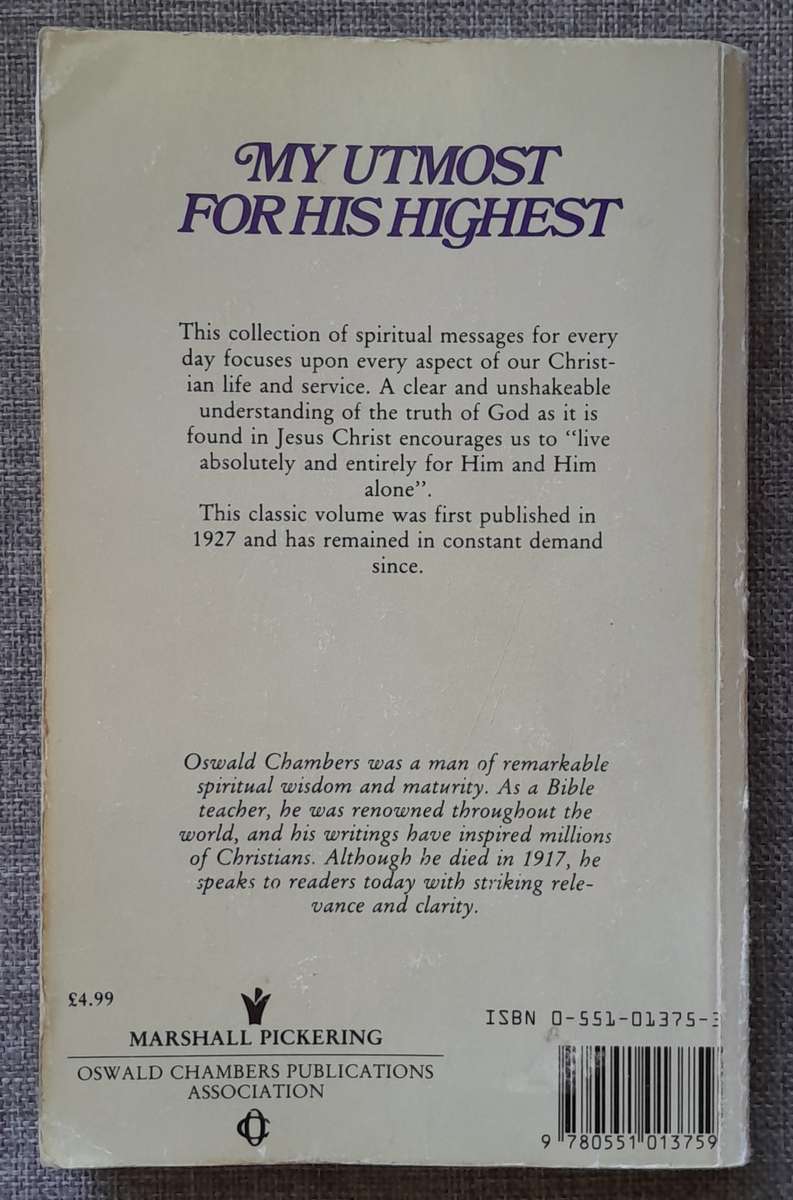 MY UTMOST
FOR HIS HIGHEST
This collection of spiritual messages for every
day focuses upon every aspect of our Christ-
ian life and service. A clear and unshakeable
understanding of the truth of God as it is
found in Jesus Christ encourages us to “live
absolutely and entirely for Him and Him
alone”.
This classic volume was first published in
1927 and has remained in constant demand
since.
Oswald Chambers was a man of remarkable
spiritual wisdom and maturity. As a Bible
teacher, he was renowned throughout the
world, and his writings have inspired millions
of Christians. Although he died in 1917, he
speaks to readers today with striking rele-
vance and clarity.
£4.99
MARSHALL PICKERING
OSWALD CHAMBERS PUBLICATIONS
ASSOCIATION
ISBN 0-551-01375-3
9 780551 013759